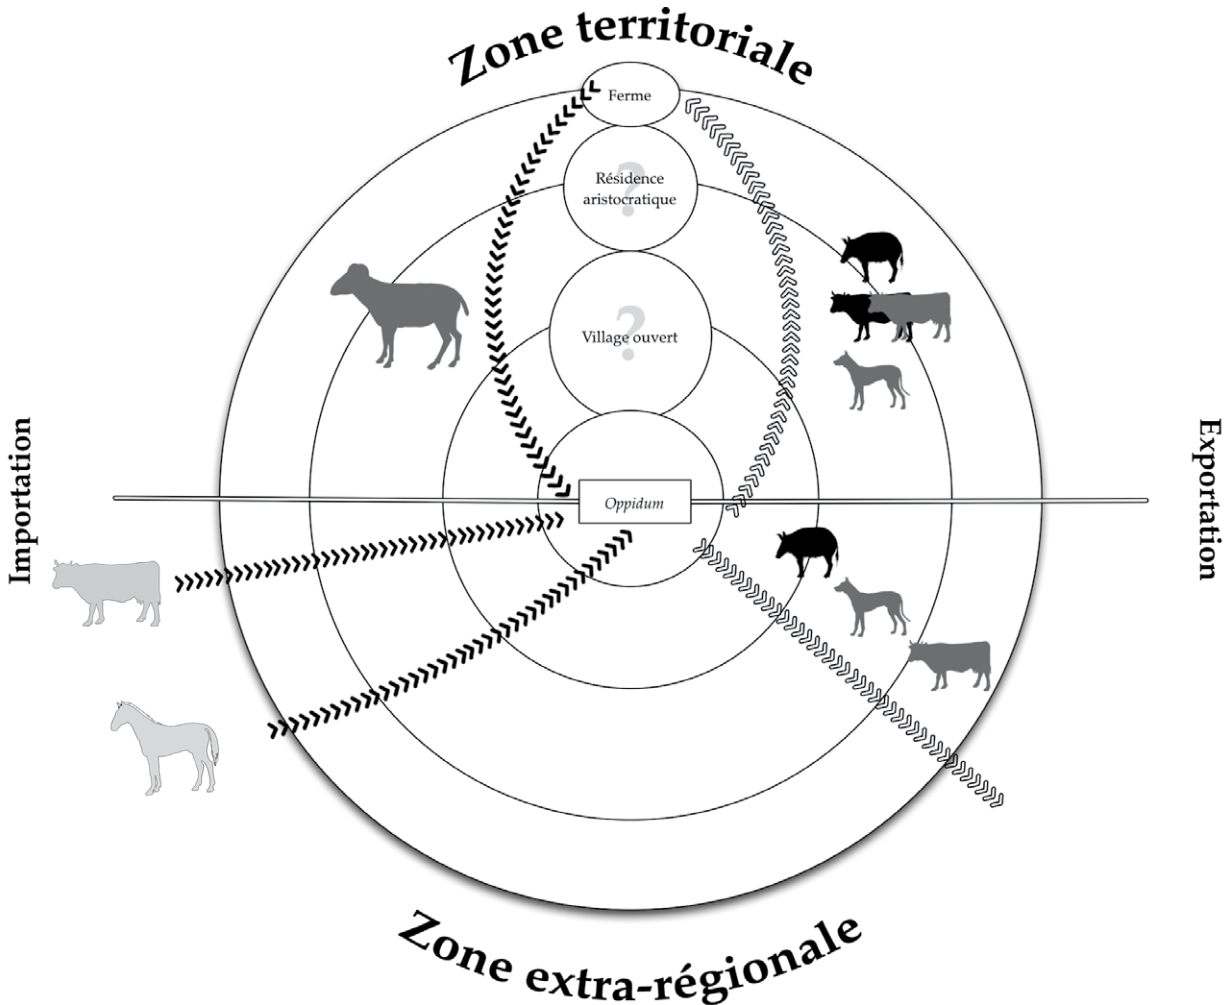 Zone territoriale
Ferme
?
Résidence
aristocratique
?
Village ouvert
Importation
Exportation
Oppidum
Zone extra-régionale